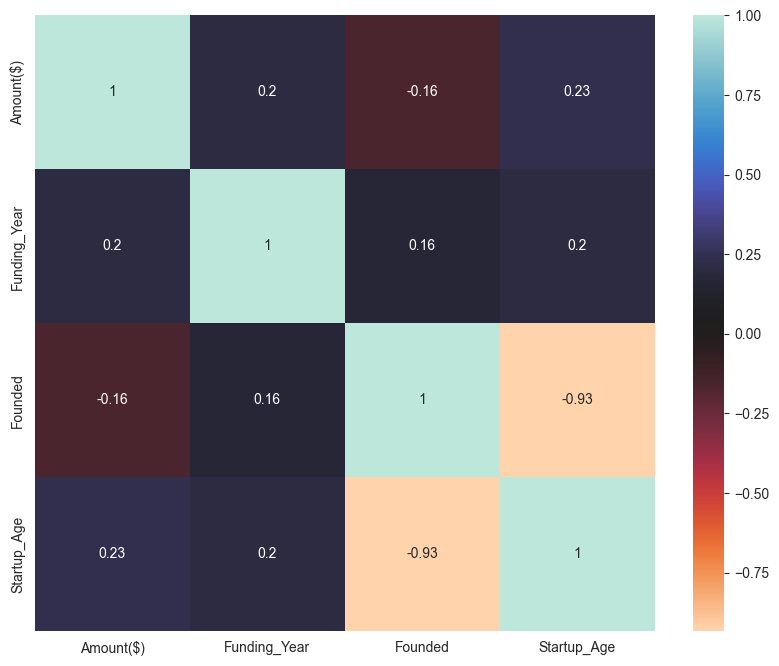 Amount($) 1 0.2 -0.16 0.23
Funding_Year 0.2 1 0.16 0.2
Founded -0.16 0.16 1 -0.93
Startup_Age 0.23 0.2 -0.93 1
Amount($) Funding_Year Founded Startup_Age
1.00
0.75
0.50
0.25
0.00
−0.25
−0.50
−0.75